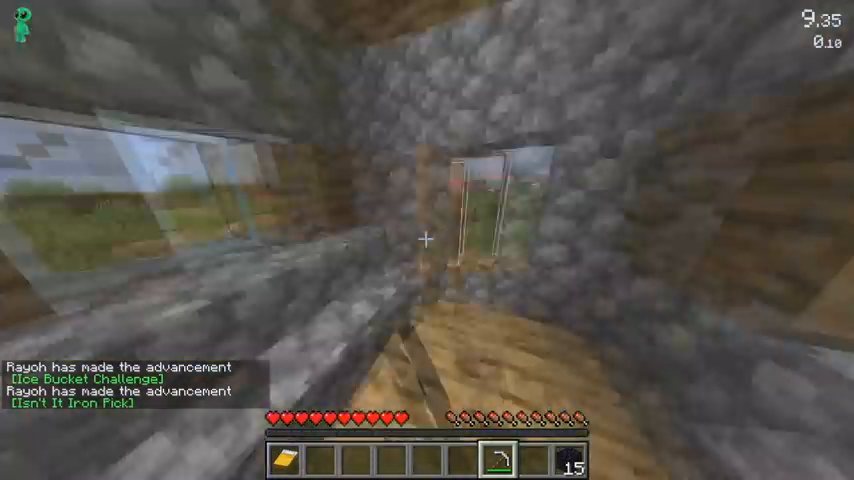 9.35
0.10
Rayoh has made the advancement
[Ice Bucket Challenge]
Rayoh has made the advancement
[Isn't It Iron Pick]
15